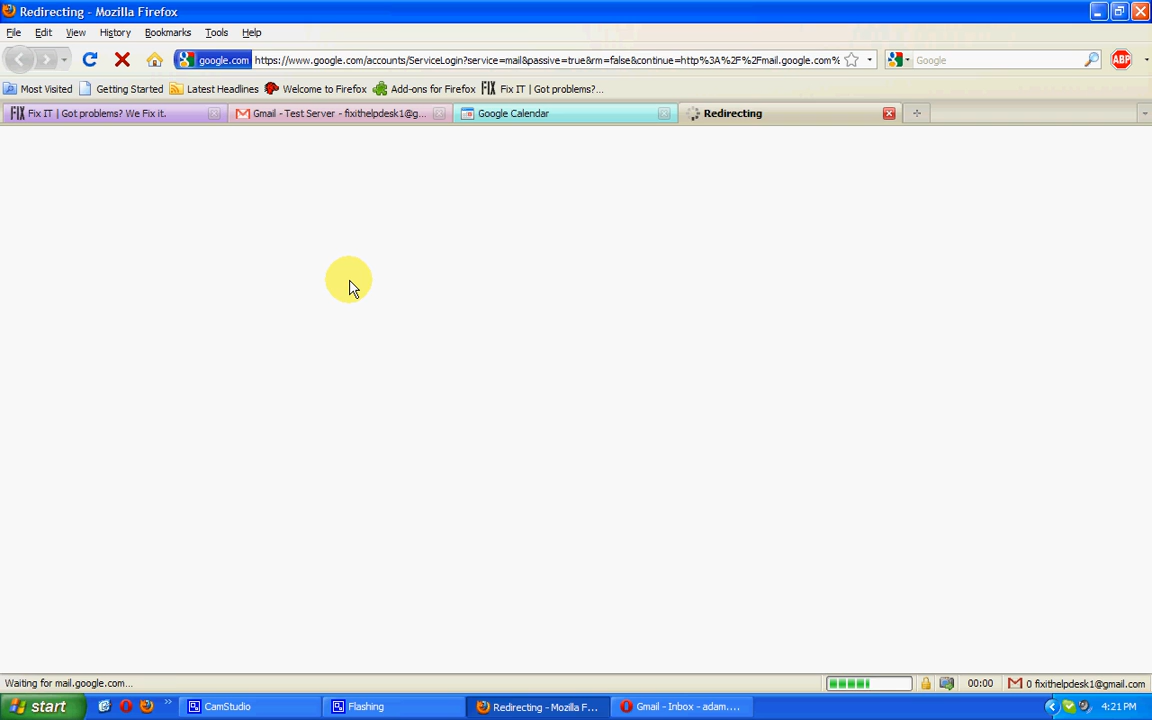 Redirecting - Mozilla Firefox
File Edit View History Bookmarks Tools Help
google.com https://www.google.com/accounts/ServiceLogin?service=mail&passive=true&rm=false&continue=http%3A%2F%2Fmail.google.com% Google ABP
Most Visited Getting Started Latest Headlines Welcome to Firefox Add-ons for Firefox FIX Fix IT | Got problems?...
FIX Fix IT | Got problems? We Fix it. Gmail - Test Server - fixithelpdesk1@g... Google Calendar Redirecting
Waiting for mail.google.com... 00:00 0 fixithelpdesk1@gmail.com
start CamStudio Flashing Redirecting - Mozilla F... Gmail - Inbox - adam.... 4:21 PM